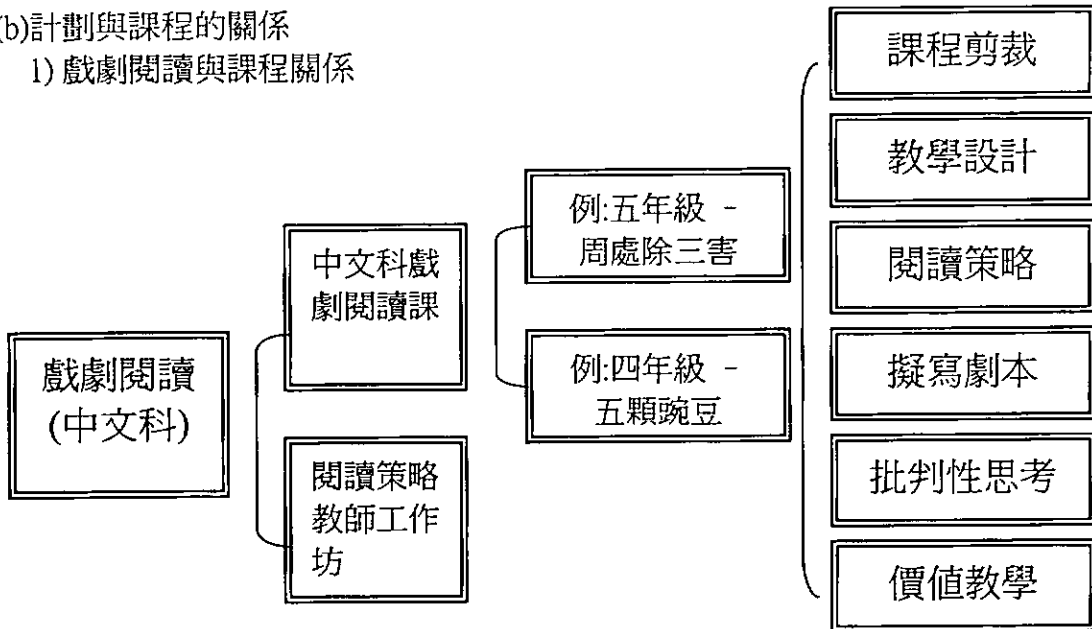 (b)計劃與課程的關係
1) 戲劇閱讀與課程關係
戲劇閱讀
(中文科)
中文科戲
劇閱讀課
閱讀策略
教師工作
坊
例:五年級 -
周處除三害
例:四年級 -
五顆豌豆
課程剪裁
教學設計
閱讀策略
擬寫劇本
批判性思考
價值教學